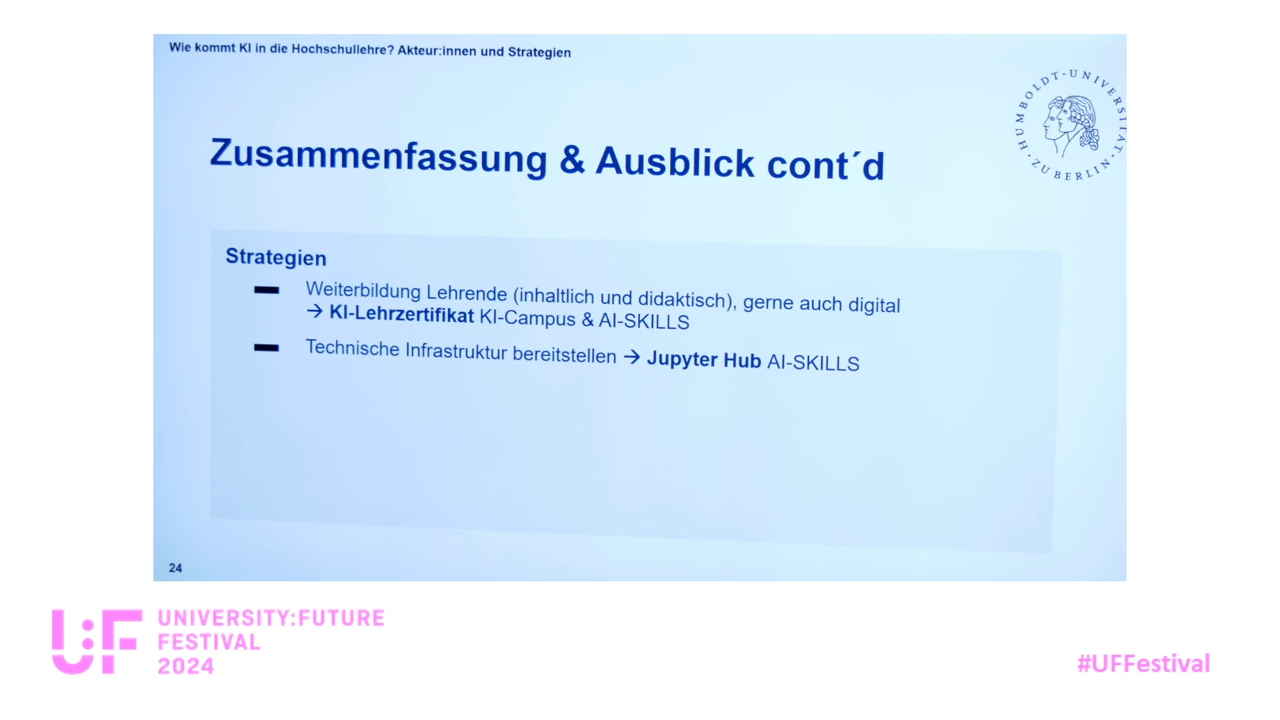 Wie kommt KI in die Hochschullehre? Akteur:innen und Strategien
HUMBOLDT-UNIVERSITÄT · ZU BERLIN ·
Zusammenfassung & Ausblick cont´d
Strategien
Weiterbildung Lehrende (inhaltlich und didaktisch), gerne auch digital
→ KI-Lehrzertifikat KI-Campus & AI-SKILLS
Technische Infrastruktur bereitstellen → Jupyter Hub AI-SKILLS
24
U:F UNIVERSITY:FUTURE
FESTIVAL
2024
#UFFestival